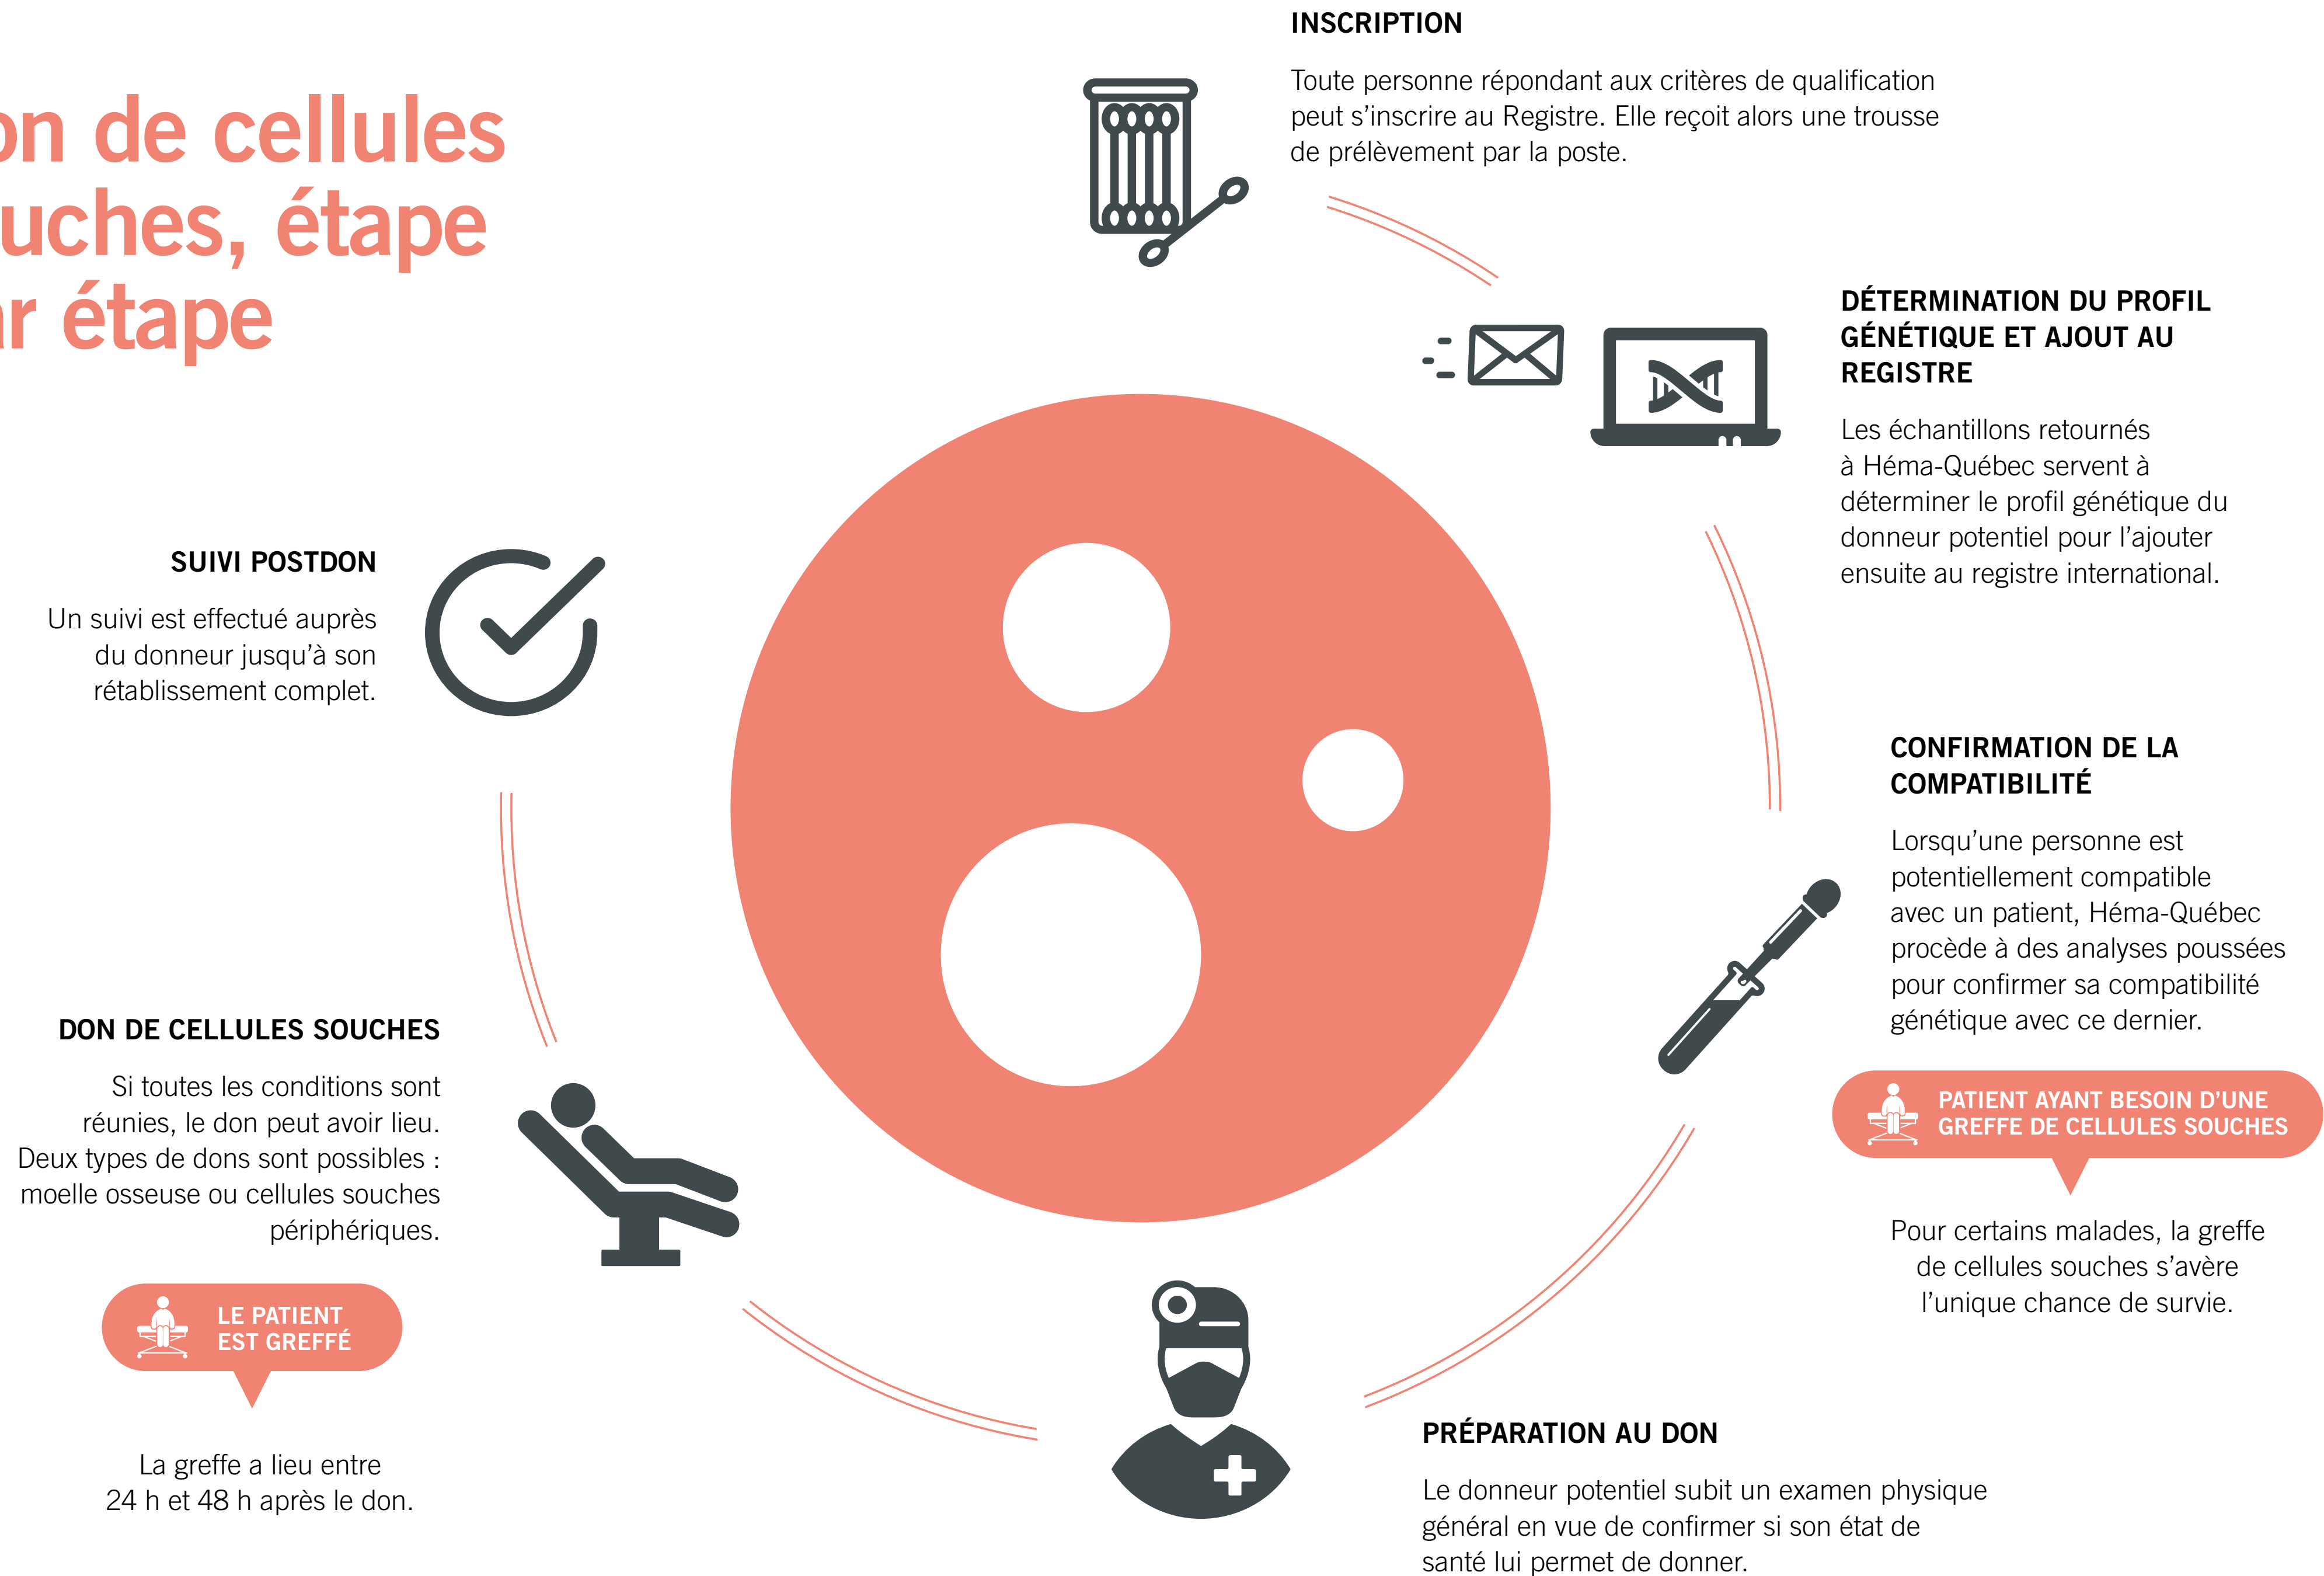 on de cellules
uches, étape
ar étape
INSCRIPTION
Toute personne répondant aux critères de qualification
peut s’inscrire au Registre. Elle reçoit alors une trousse
de prélèvement par la poste.
DÉTERMINATION DU PROFIL
GÉNÉTIQUE ET AJOUT AU
REGISTRE
Les échantillons retournés
à Héma-Québec servent à
déterminer le profil génétique du
donneur potentiel pour l’ajouter
ensuite au registre international.
CONFIRMATION DE LA
COMPATIBILITÉ
Lorsqu’une personne est
potentiellement compatible
avec un patient, Héma-Québec
procède à des analyses poussées
pour confirmer sa compatibilité
génétique avec ce dernier.
PATIENT AYANT BESOIN D’UNE
GREFFE DE CELLULES SOUCHES
Pour certains malades, la greffe
de cellules souches s’avère
l’unique chance de survie.
PRÉPARATION AU DON
Le donneur potentiel subit un examen physique
général en vue de confirmer si son état de
santé lui permet de donner.
DON DE CELLULES SOUCHES
Si toutes les conditions sont
réunies, le don peut avoir lieu.
Deux types de dons sont possibles :
moelle osseuse ou cellules souches
périphériques.
LE PATIENT
EST GREFFÉ
La greffe a lieu entre
24 h et 48 h après le don.
SUIVI POSTDON
Un suivi est effectué auprès
du donneur jusqu’à son
rétablissement complet.